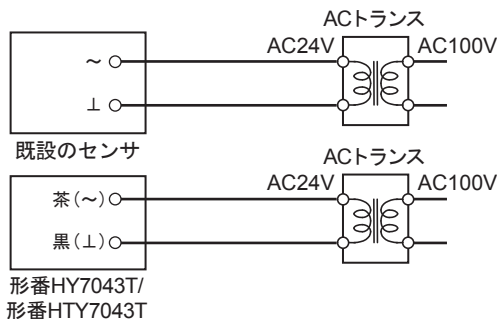 ACトランス
AC24V AC100V
~
⊥
既設のセンサ
ACトランス
AC24V AC100V
茶(~)
黒(⊥)
形番HY7043T/
形番HTY7043T